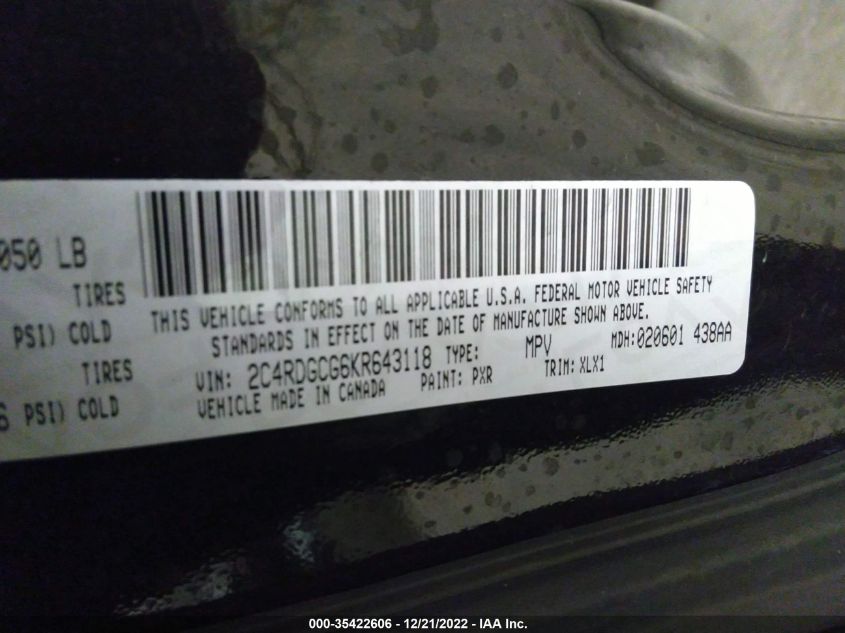 050 LB
TIRES
PSI) COLD
TIRES
6 PSI) COLD
THIS VEHICLE CONFORMS TO ALL APPLICABLE U.S.A. FEDERAL MOTOR VEHICLE SAFETY
STANDARDS IN EFFECT ON THE DATE OF MANUFACTURE SHOWN ABOVE.
VIN: 2C4RDGCG6KR643118 TYPE: MPV MDH:020601 438AA
VEHICLE MADE IN CANADA PAINT: PXR TRIM: XLX1
000-35422606 - 12/21/2022 - IAA Inc.